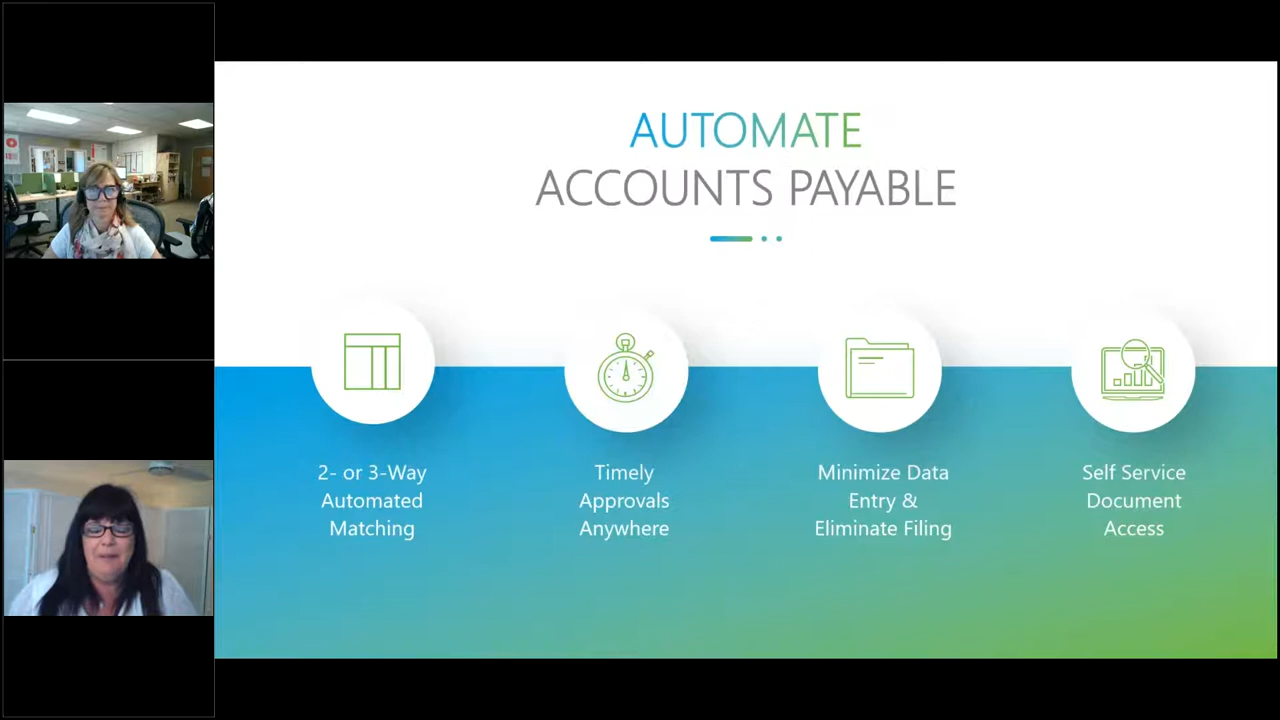 AUTOMATE
ACCOUNTS PAYABLE
2- or 3-Way
Automated
Matching
Timely
Approvals
Anywhere
Minimize Data
Entry &
Eliminate Filing
Self Service
Document
Access